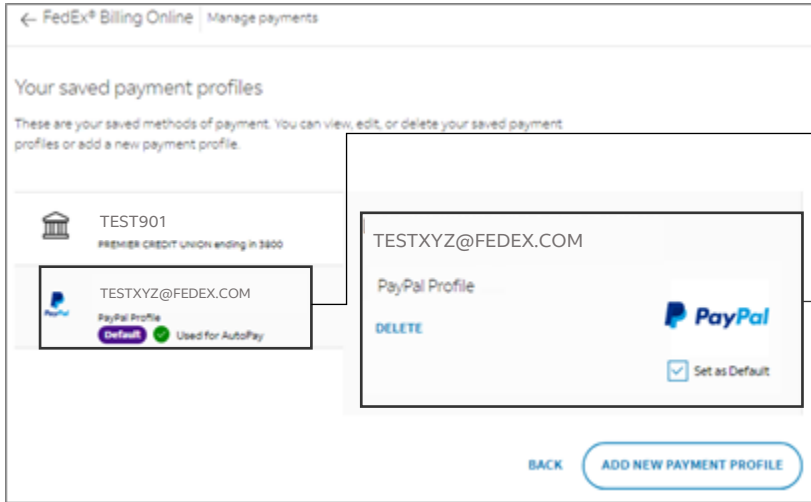 ← FedEx® Billing Online | Manage payments
Your saved payment profiles
These are your saved methods of payment. You can view, edit, or delete your saved payment
profiles or add a new payment profile.
TEST901
PREMIER CREDIT UNION ending in 3800
TESTXYZ@FEDEX.COM
PayPal
PayPal Profile
Default Used for AutoPay
TESTXYZ@FEDEX.COM
PayPal Profile
DELETE
PayPal
Set as Default
BACK
ADD NEW PAYMENT PROFILE